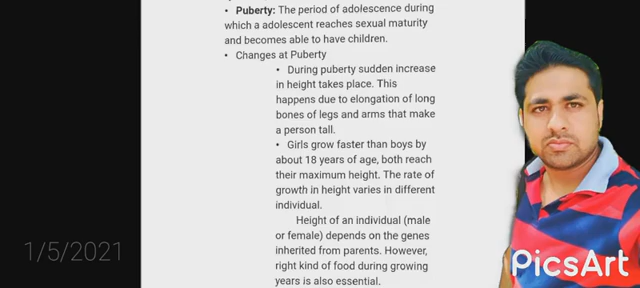 • Puberty: The period of adolescence during
which a adolescent reaches sexual maturity
and becomes able to have children.
• Changes at Puberty
• During puberty sudden increase
in height takes place. This
happens due to elongation of long
bones of legs and arms that make
a person tall.
• Girls grow faster than boys by
about 18 years of age, both reach
their maximum height. The rate of
growth in height varies in different
individual.
Height of an individual (male
or female) depends on the genes
inherited from parents. However,
right kind of food during growing
years is also essential.
1/5/2021
PicsArt